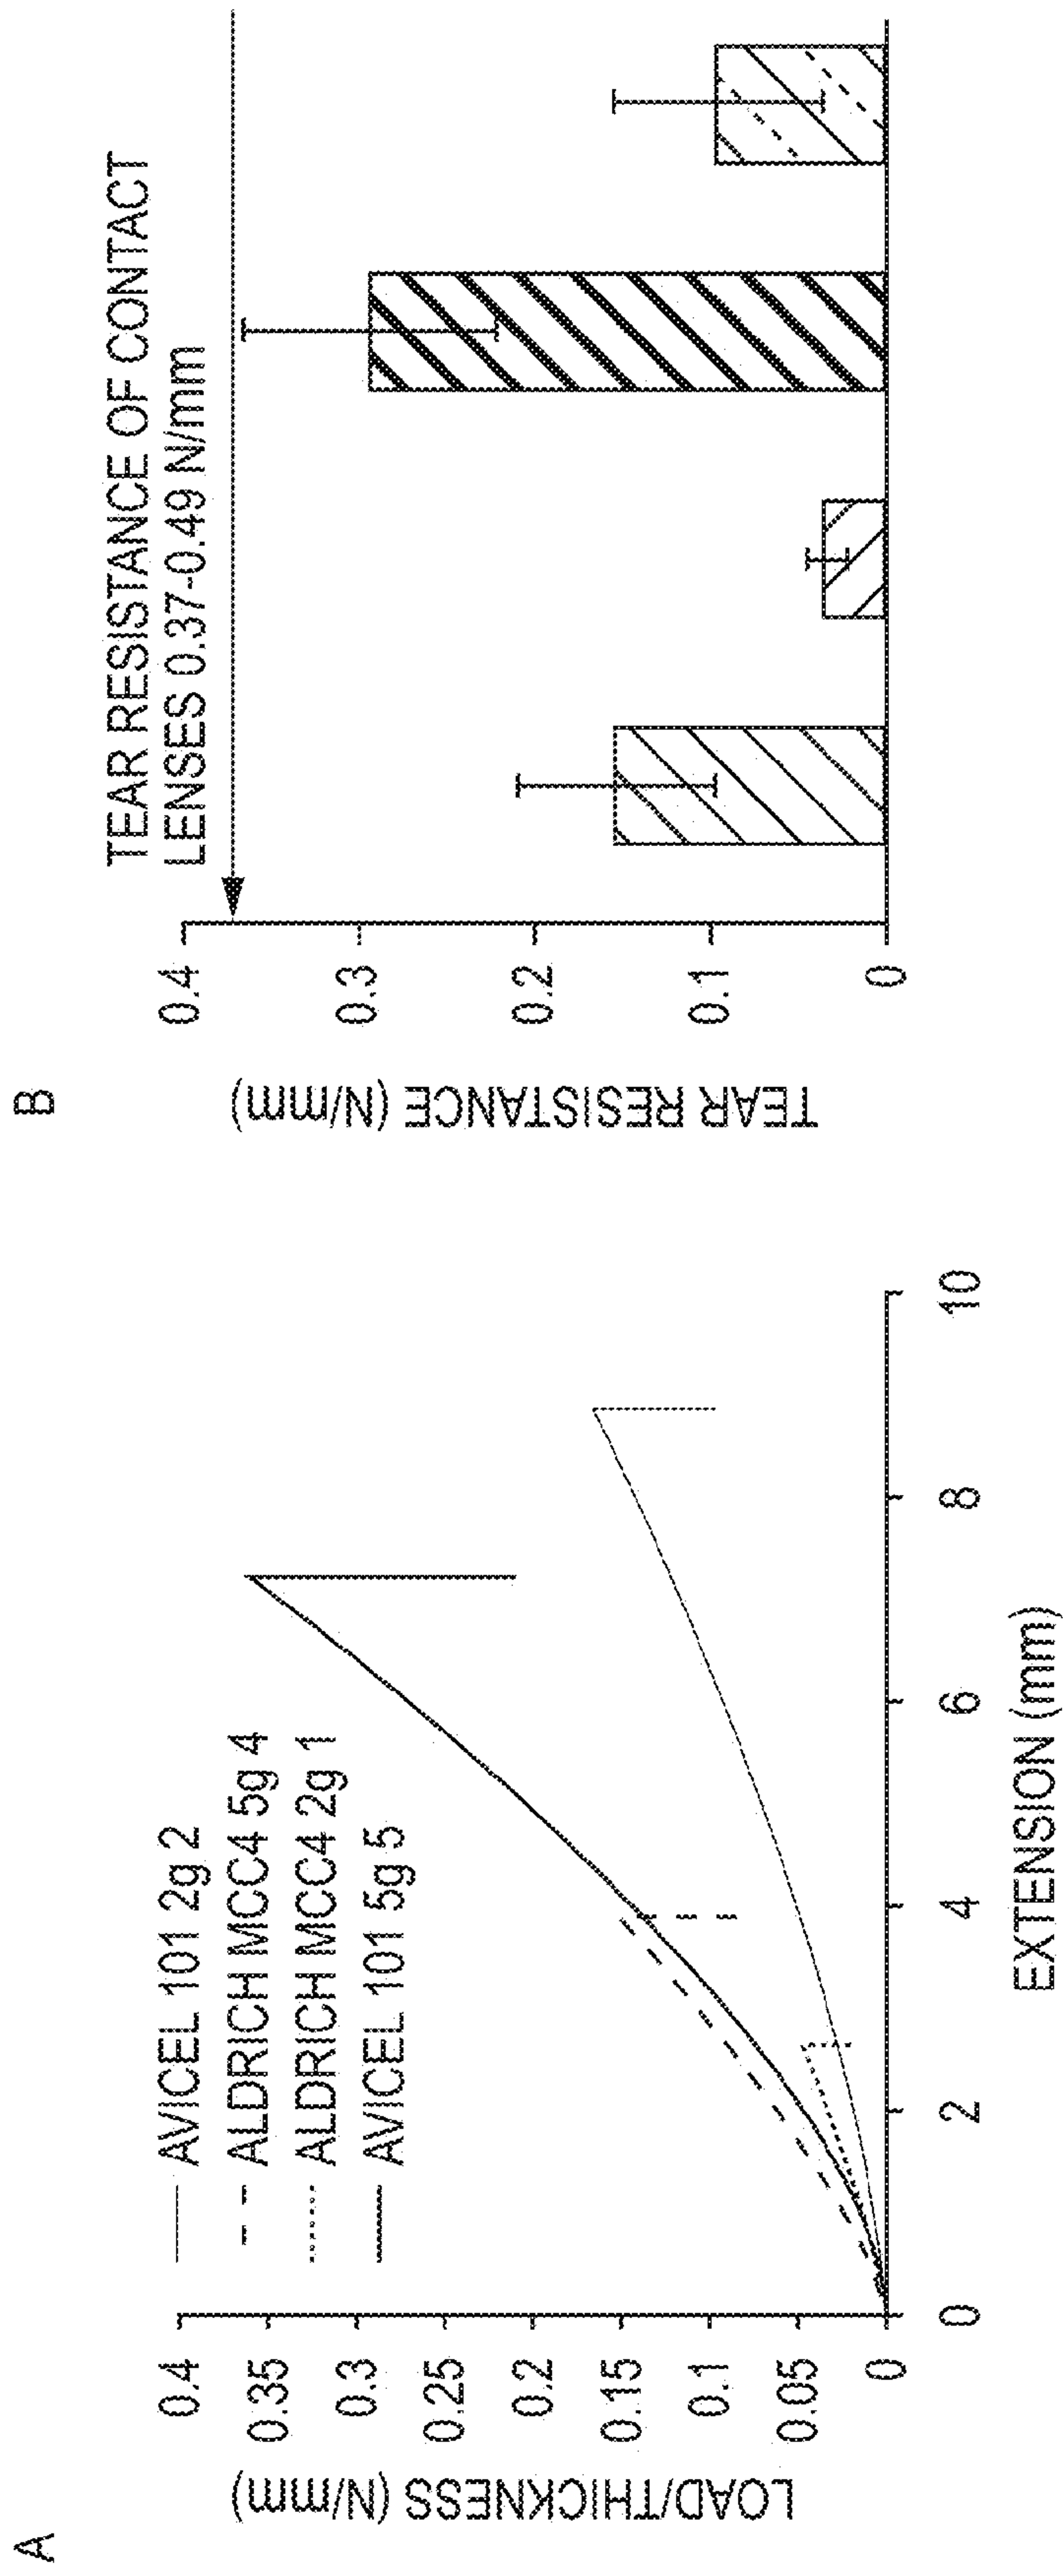 A
LOAD/THICKNESS (N/mm)
0.4
0.35
0.3
0.25
0.2
0.15
0.1
0.05
0
AVICEL 101 2g 2
ALDRICH MCC4 5g 4
ALDRICH MCC4 2g 1
AVICEL 101 5g 5
0 2 4 6 8 10
EXTENSION (mm)
B
TEAR RESISTANCE (N/mm)
0.4
0.3
0.2
0.1
0
TEAR RESISTANCE OF CONTACT
LENSES 0.37-0.49 N/mm